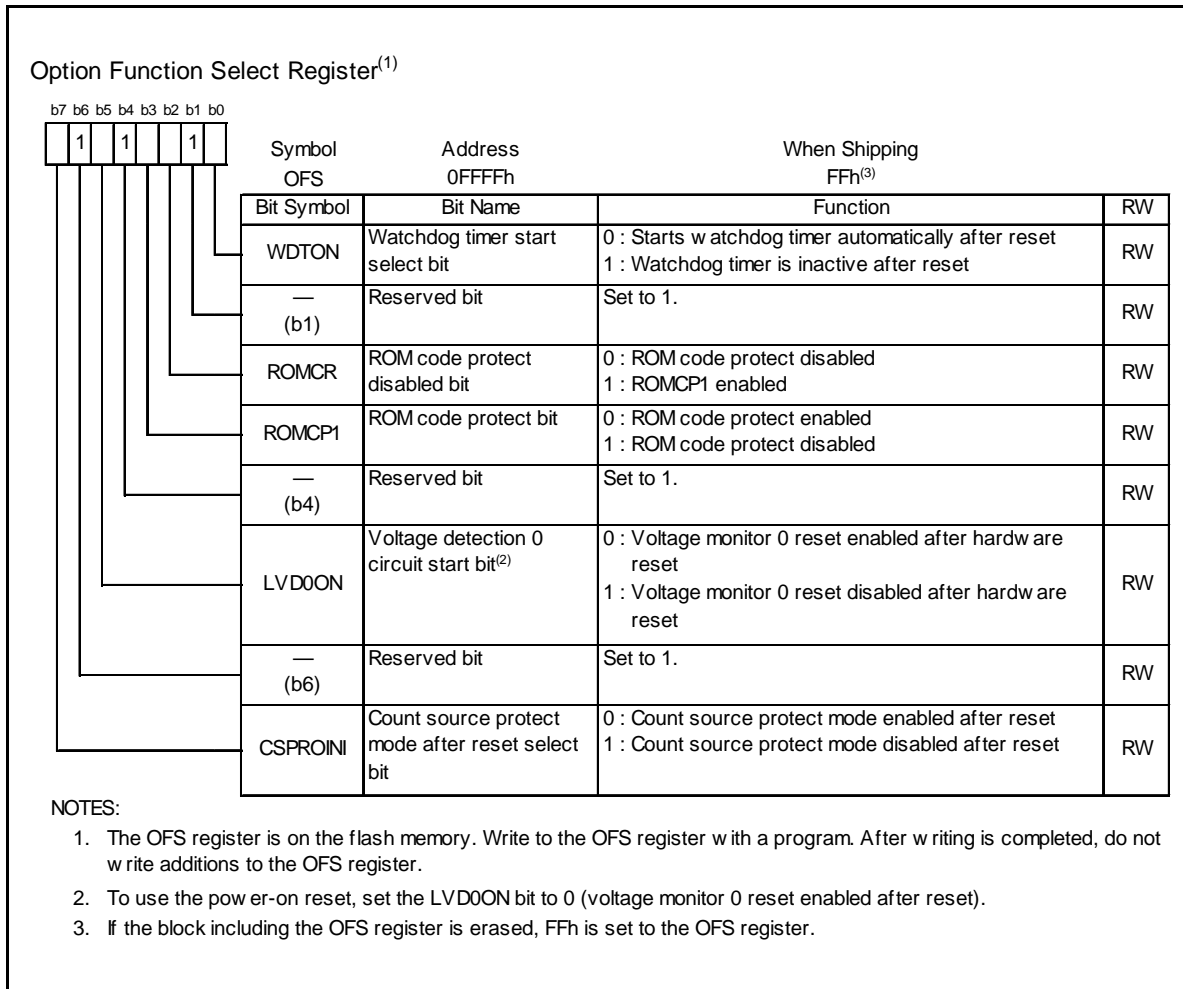 Option Function Select Register(1)
b7 b6 b5 b4 b3 b2 b1 b0
1 1 1
Symbol Address When Shipping
OFS 0FFFFh FFh(3)
Bit Symbol Bit Name Function RW
WDTON Watchdog timer start select bit 0 : Starts watchdog timer automatically after reset RW
1 : Watchdog timer is inactive after reset
— (b1) Reserved bit Set to 1. RW
ROMCR ROM code protect disabled bit 0 : ROM code protect disabled RW
1 : ROMCP1 enabled
ROMCP1 ROM code protect bit 0 : ROM code protect enabled RW
1 : ROM code protect disabled
— (b4) Reserved bit Set to 1. RW
LVD0ON Voltage detection 0 circuit start bit(2) 0 : Voltage monitor 0 reset enabled after hardware reset RW
1 : Voltage monitor 0 reset disabled after hardware reset
— (b6) Reserved bit Set to 1. RW
CSPROINI Count source protect mode after reset select bit 0 : Count source protect mode enabled after reset RW
1 : Count source protect mode disabled after reset
NOTES:
1. The OFS register is on the flash memory. Write to the OFS register with a program. After writing is completed, do not
write additions to the OFS register.
2. To use the power-on reset, set the LVD0ON bit to 0 (voltage monitor 0 reset enabled after reset).
3. If the block including the OFS register is erased, FFh is set to the OFS register.